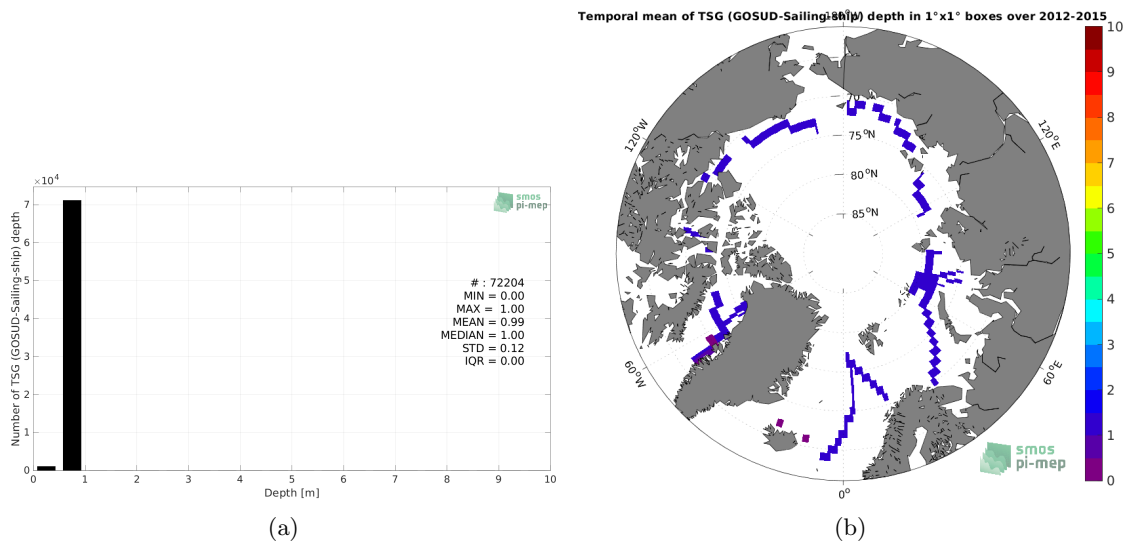 Temporal mean of TSG (GOSUD-Sailing-ship) depth in 1°x1° boxes over 2012-2015
×10⁴
Number of TSG (GOSUD-Sailing-ship) depth
7
6
5
4
3
2
1
0
0 1 2 3 4 5 6 7 8 9 10
Depth [m]
smos
pi-mep
# : 72204
MIN = 0.00
MAX = 1.00
MEAN = 0.99
MEDIAN = 1.00
STD = 0.12
IQR = 0.00
(a)
120°W
120°E
75°N
80°N
85°N
60°W
60°E
0°
smos
pi-mep
10
9
8
7
6
5
4
3
2
1
0
(b)